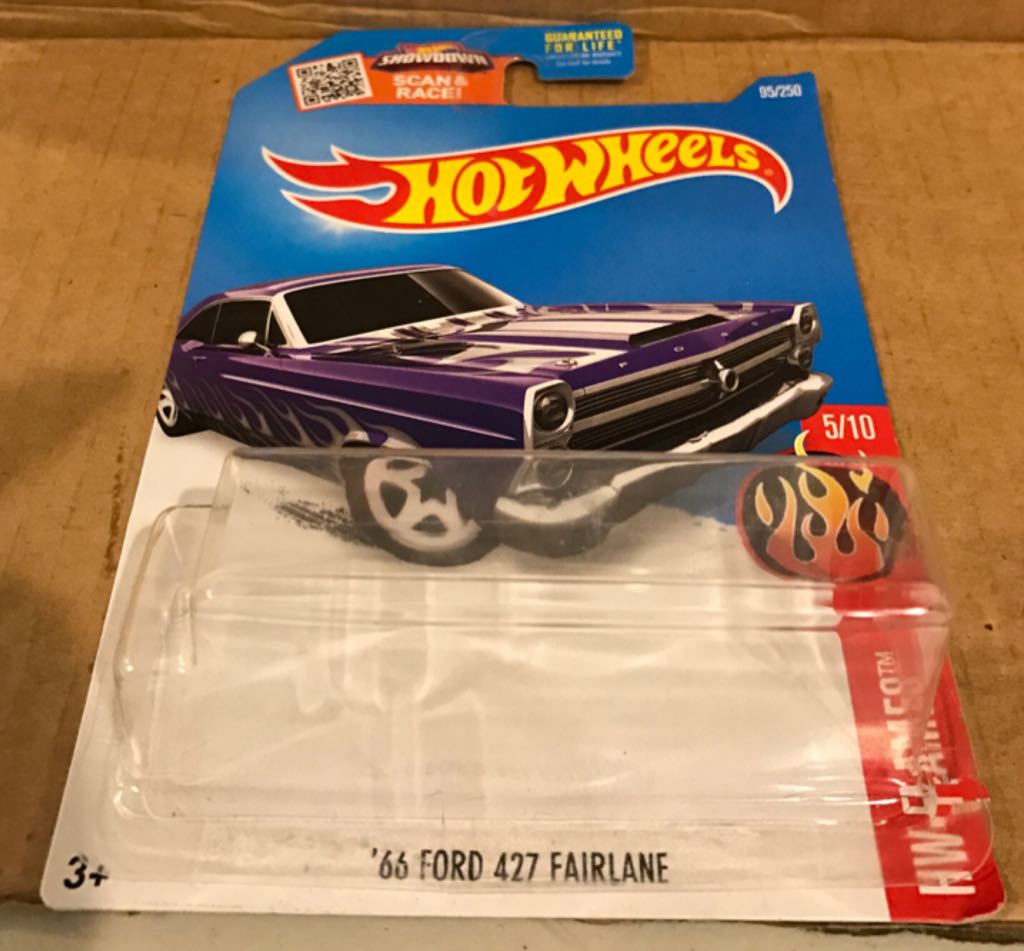 GUARANTEED
FOR LIFE*
SHOWDOWN
SCAN &
RACE!
95/250
HOT WHEELS®
FORD
5/10
HW FLAMES™
3+
'66 FORD 427 FAIRLANE